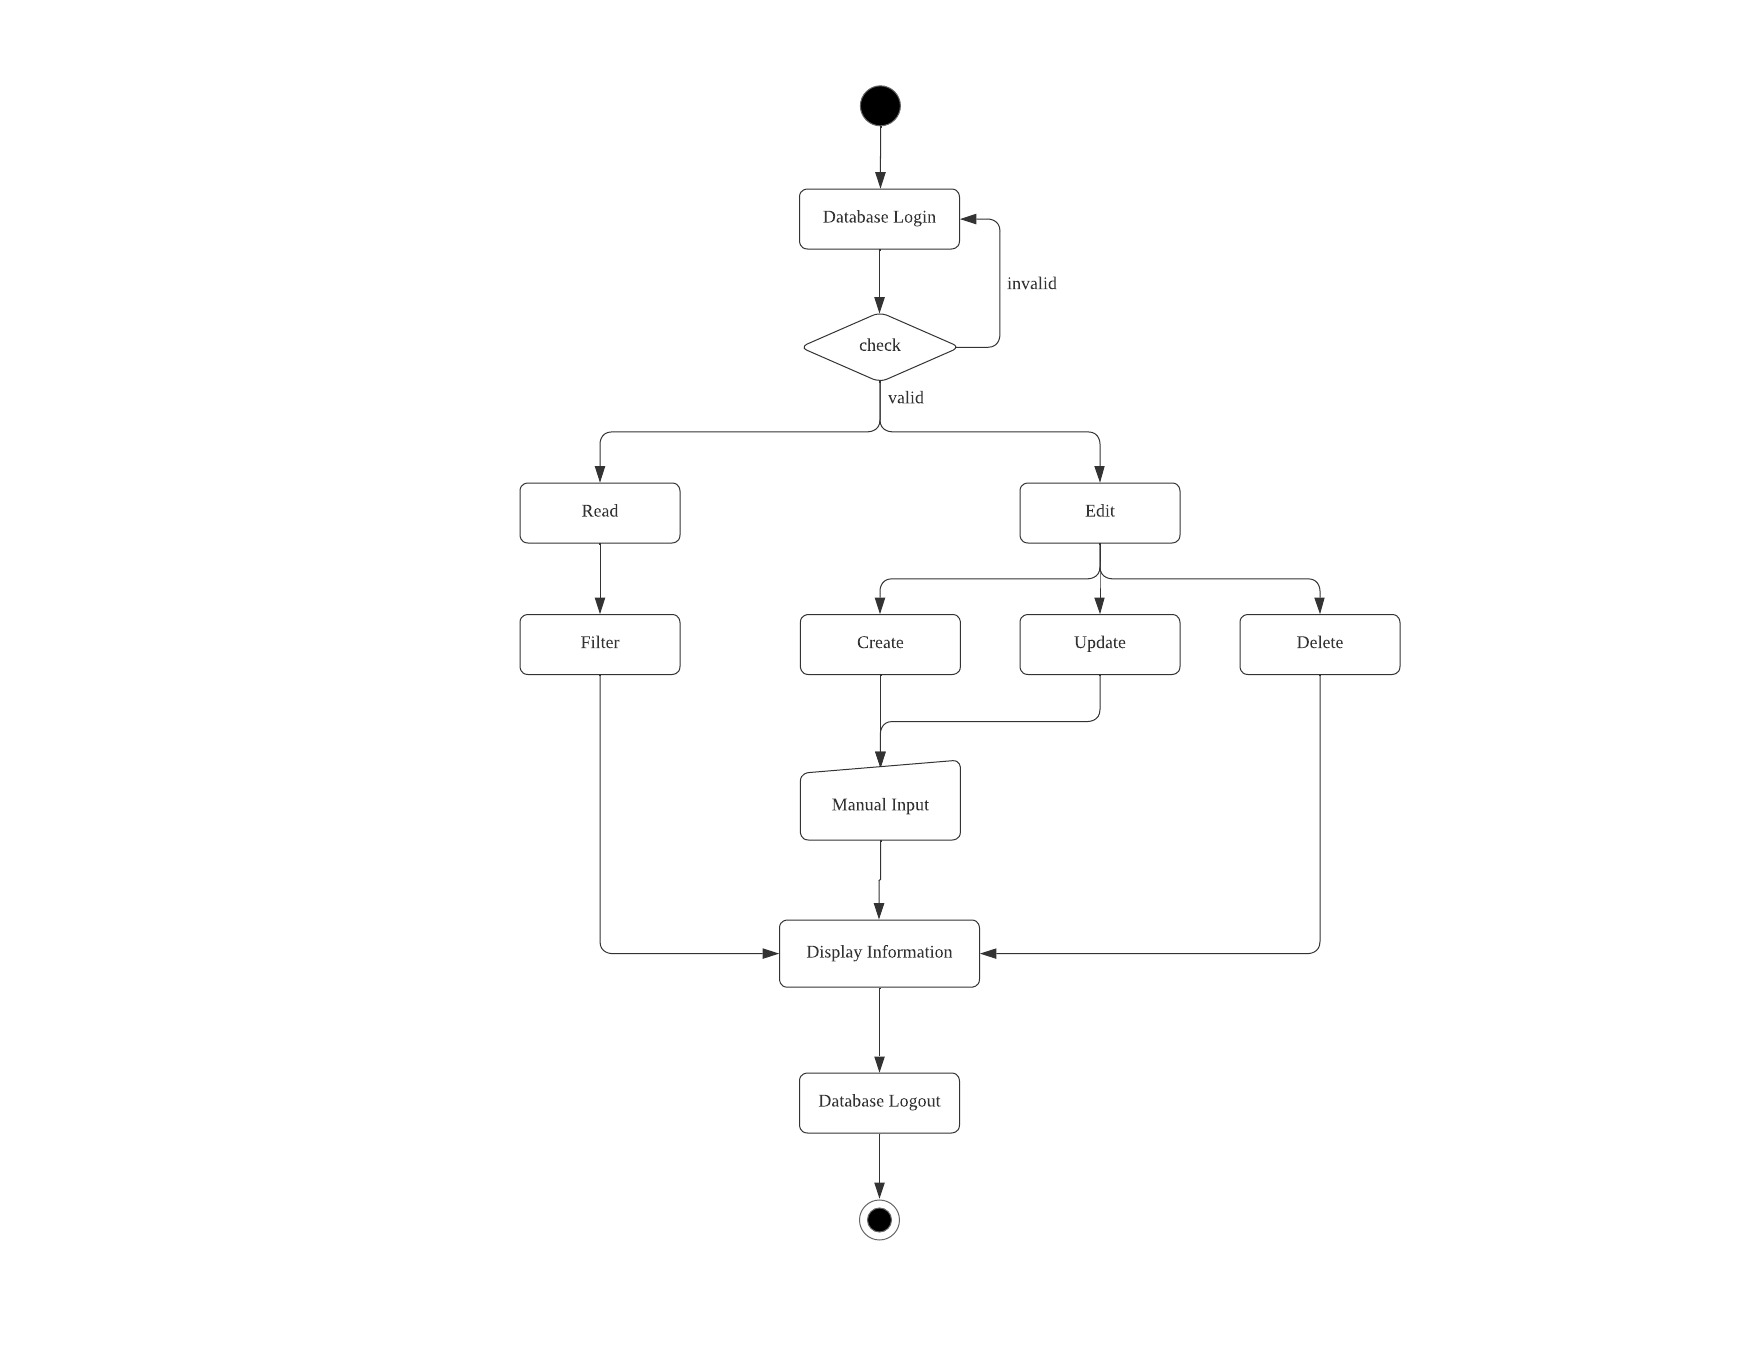 Database Login
invalid
check
valid
Read
Edit
Filter
Create
Update
Delete
Manual Input
Display Information
Database Logout